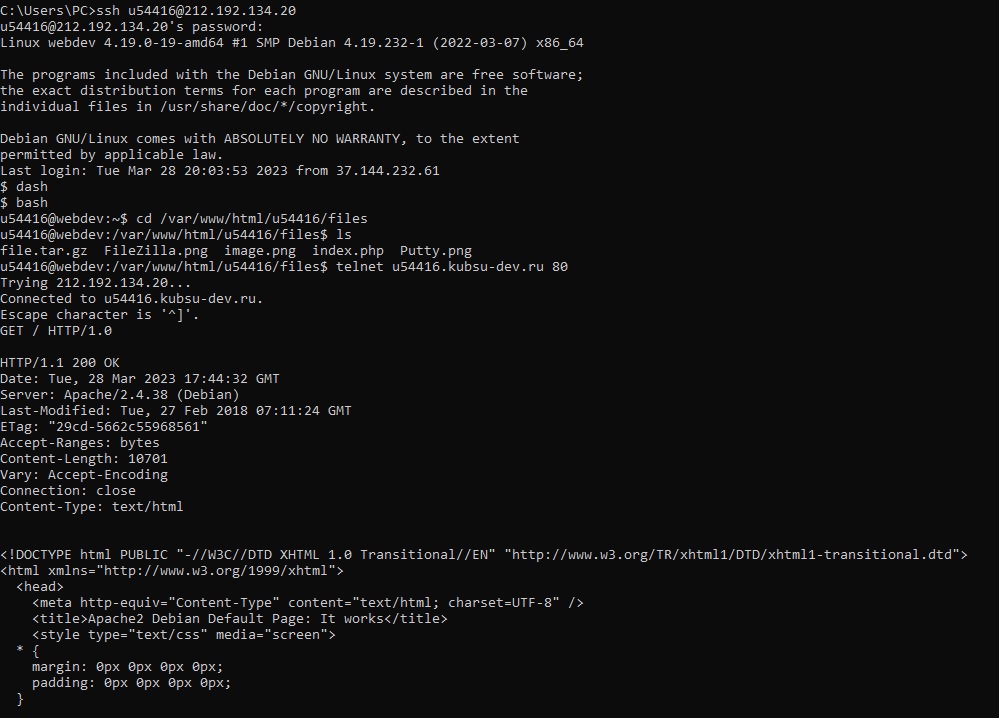 C:\Users\PC>ssh u54416@212.192.134.20
u54416@212.192.134.20's password:
Linux webdev 4.19.0-19-amd64 #1 SMP Debian 4.19.232-1 (2022-03-07) x86_64
The programs included with the Debian GNU/Linux system are free software;
the exact distribution terms for each program are described in the
individual files in /usr/share/doc/*/copyright.
Debian GNU/Linux comes with ABSOLUTELY NO WARRANTY, to the extent
permitted by applicable law.
Last login: Tue Mar 28 20:03:53 2023 from 37.144.232.61
$ dash
$ bash
u54416@webdev:~$ cd /var/www/html/u54416/files
u54416@webdev:/var/www/html/u54416/files$ ls
file.tar.gz  FileZilla.png  image.png  index.php  Putty.png
u54416@webdev:/var/www/html/u54416/files$ telnet u54416.kubsu-dev.ru 80
Trying 212.192.134.20...
Connected to u54416.kubsu-dev.ru.
Escape character is '^]'.
GET / HTTP/1.0
HTTP/1.1 200 OK
Date: Tue, 28 Mar 2023 17:44:32 GMT
Server: Apache/2.4.38 (Debian)
Last-Modified: Tue, 27 Feb 2018 07:11:24 GMT
ETag: "29cd-5662c55968561"
Accept-Ranges: bytes
Content-Length: 10701
Vary: Accept-Encoding
Connection: close
Content-Type: text/html
<!DOCTYPE html PUBLIC "-//W3C//DTD XHTML 1.0 Transitional//EN" "http://www.w3.org/TR/xhtml1/DTD/xhtml1-transitional.dtd">
<html xmlns="http://www.w3.org/1999/xhtml">
  <head>
    <meta http-equiv="Content-Type" content="text/html; charset=UTF-8" />
    <title>Apache2 Debian Default Page: It works</title>
    <style type="text/css" media="screen">
  * {
    margin: 0px 0px 0px 0px;
    padding: 0px 0px 0px 0px;
  }